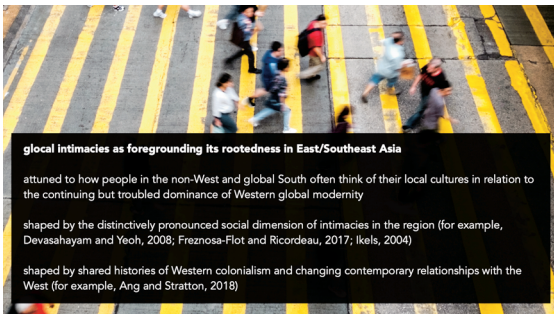 glocal intimacies as foregrounding its rootedness in East/Southeast Asia
attuned to how people in the non-West and global South often think of their local cultures in relation to
the continuing but troubled dominance of Western global modernity
shaped by the distinctively pronounced social dimension of intimacies in the region (for example,
Devasahayam and Yeoh, 2008; Freznosa-Flot and Ricordeau, 2017; Ikels, 2004)
shaped by shared histories of Western colonialism and changing contemporary relationships with the
West (for example, Ang and Stratton, 2018)